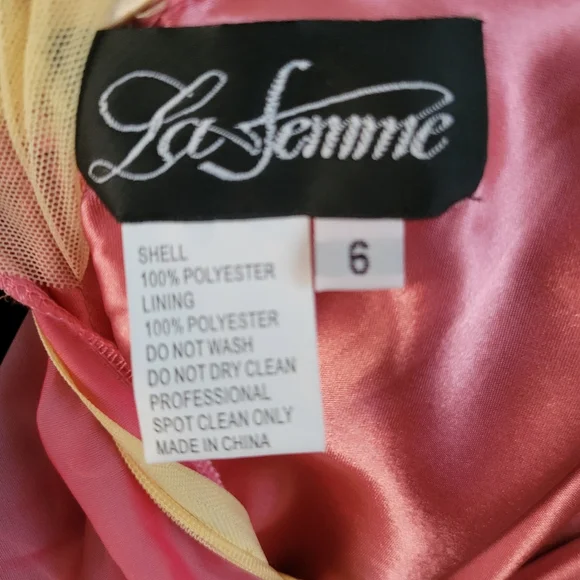 La Femme
6
SHELL
100% POLYESTER
LINING
100% POLYESTER
DO NOT WASH
DO NOT DRY CLEAN
PROFESSIONAL
SPOT CLEAN ONLY
MADE IN CHINA